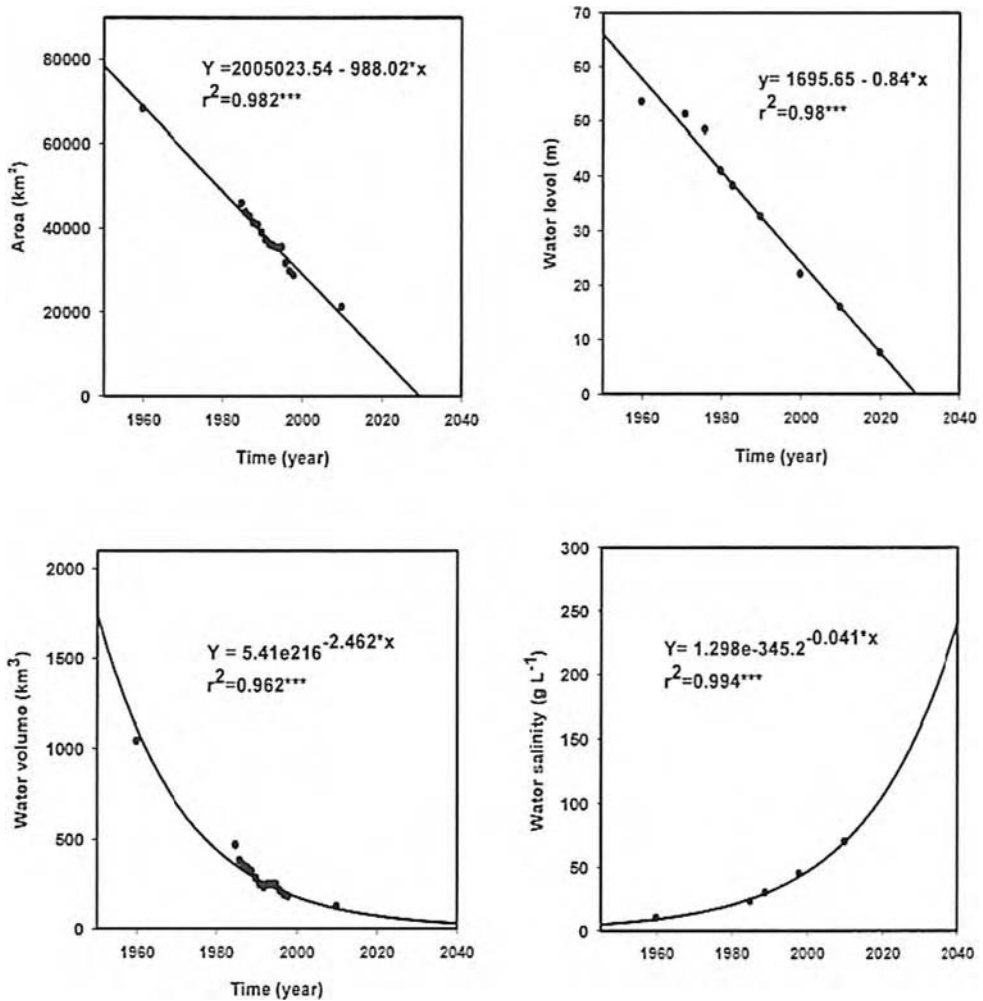 80000
60000
40000
20000
0
Aroa (km²)
Y =2005023.54 - 988.02*x
r²=0.982***
1960 1980 2000 2020 2040
Time (year)
70
60
50
40
30
20
10
0
Water lovol (m)
y= 1695.65 - 0.84*x
r²=0.98***
1960 1980 2000 2020 2040
Time (year)
2000
1500
1000
500
0
Water volumo (km³)
Y = 5.41e216^-2.462*x
r²=0.962***
1960 1980 2000 2020 2040
Time (year)
300
250
200
150
100
50
0
Water salinity (g L⁻¹)
Y= 1.298e-345.2^-0.041*x
r²=0.994***
1960 1980 2000 2020 2040